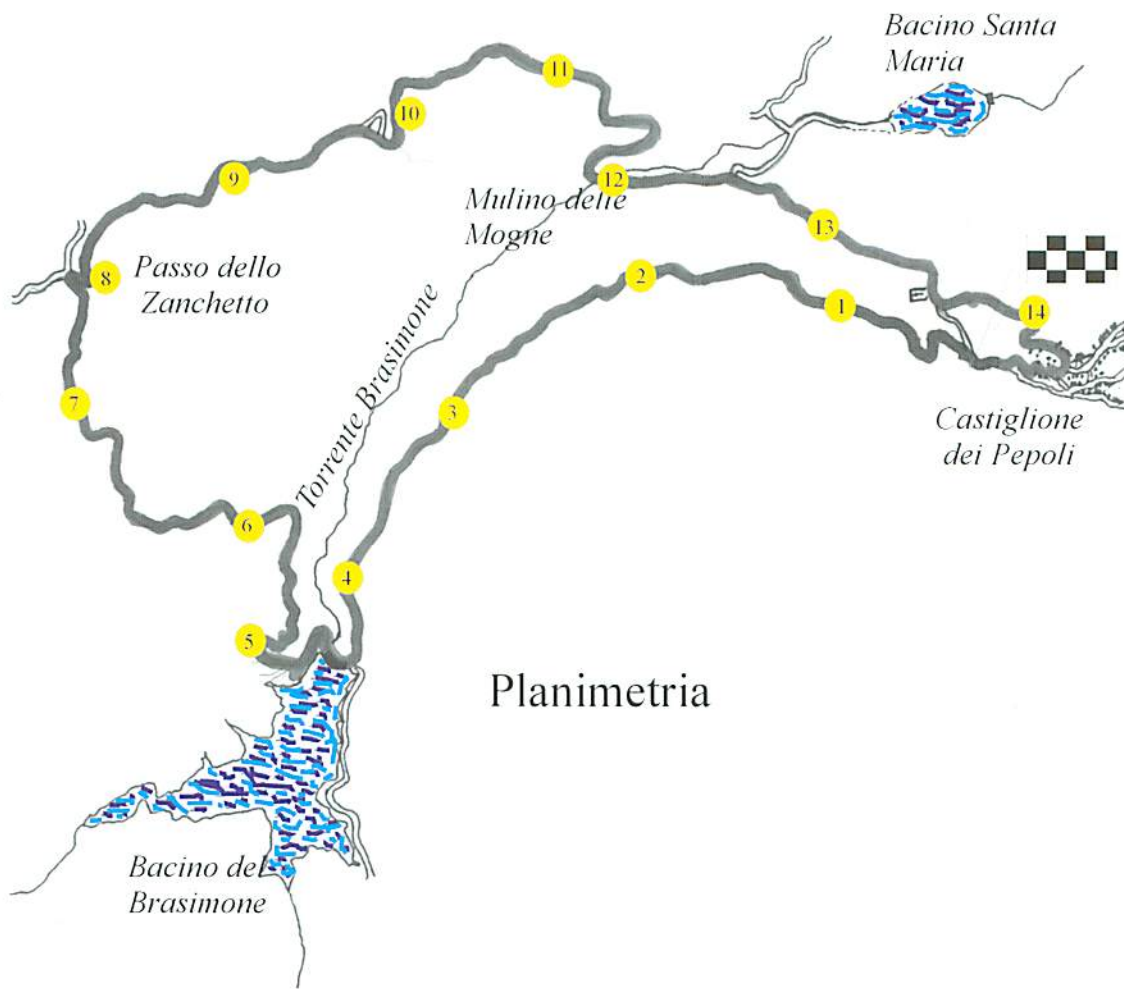 Bacino Santa
Maria
11
10
9
12
Mulino delle
Mogne
13
8
Passo dello
Zanchetto
2
1
14
Torrente Brasimone
7
3
Castiglione
dei Pepoli
6
4
5
Planimetria
Bacino del
Brasimone